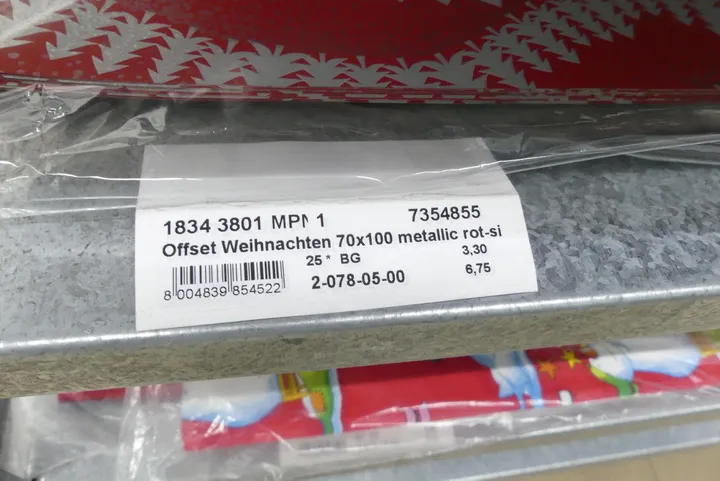 1834 3801 MPN 1 7354855
Offset Weihnachten 70x100 metallic rot-si
25 * BG 3,30
8 004839 854522 2-078-05-00 6,75